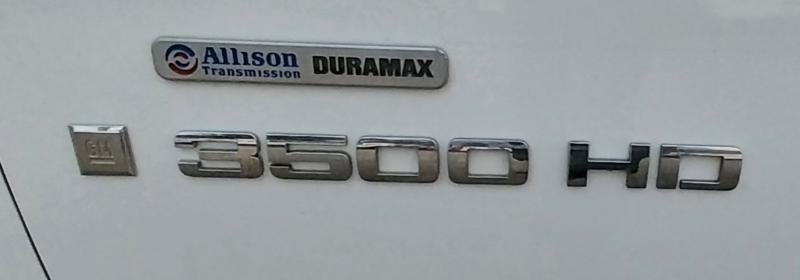 Allison
Transmission
DURAMAX
GM
3500 HD